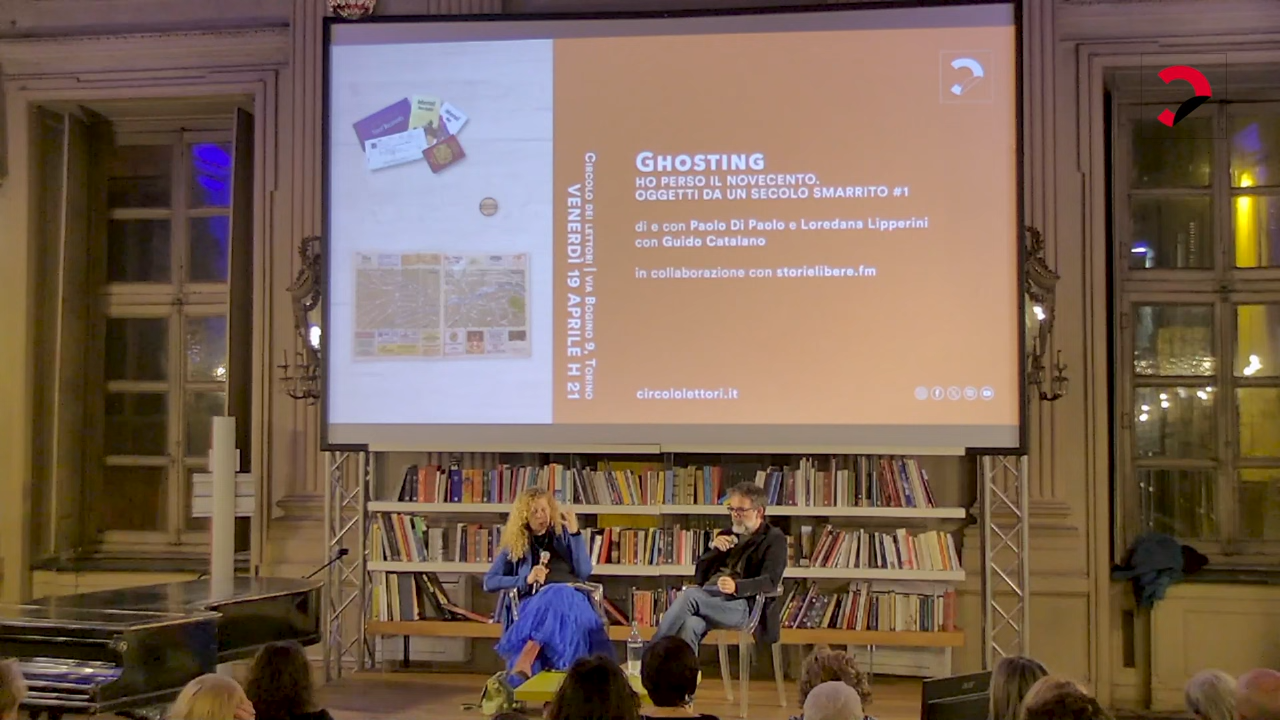 GHOSTING
HO PERSO IL NOVECENTO.
OGGETTI DA UN SECOLO SMARRITO #1
di e con Paolo Di Paolo e Loredana Lipperini
con Guido Catalano
in collaborazione con storielibere.fm
circololettori.it
CIRCOLO DEI LETTORI | VIA BOGINO 9, TORINO
VENERDÌ 19 APRILE H 21